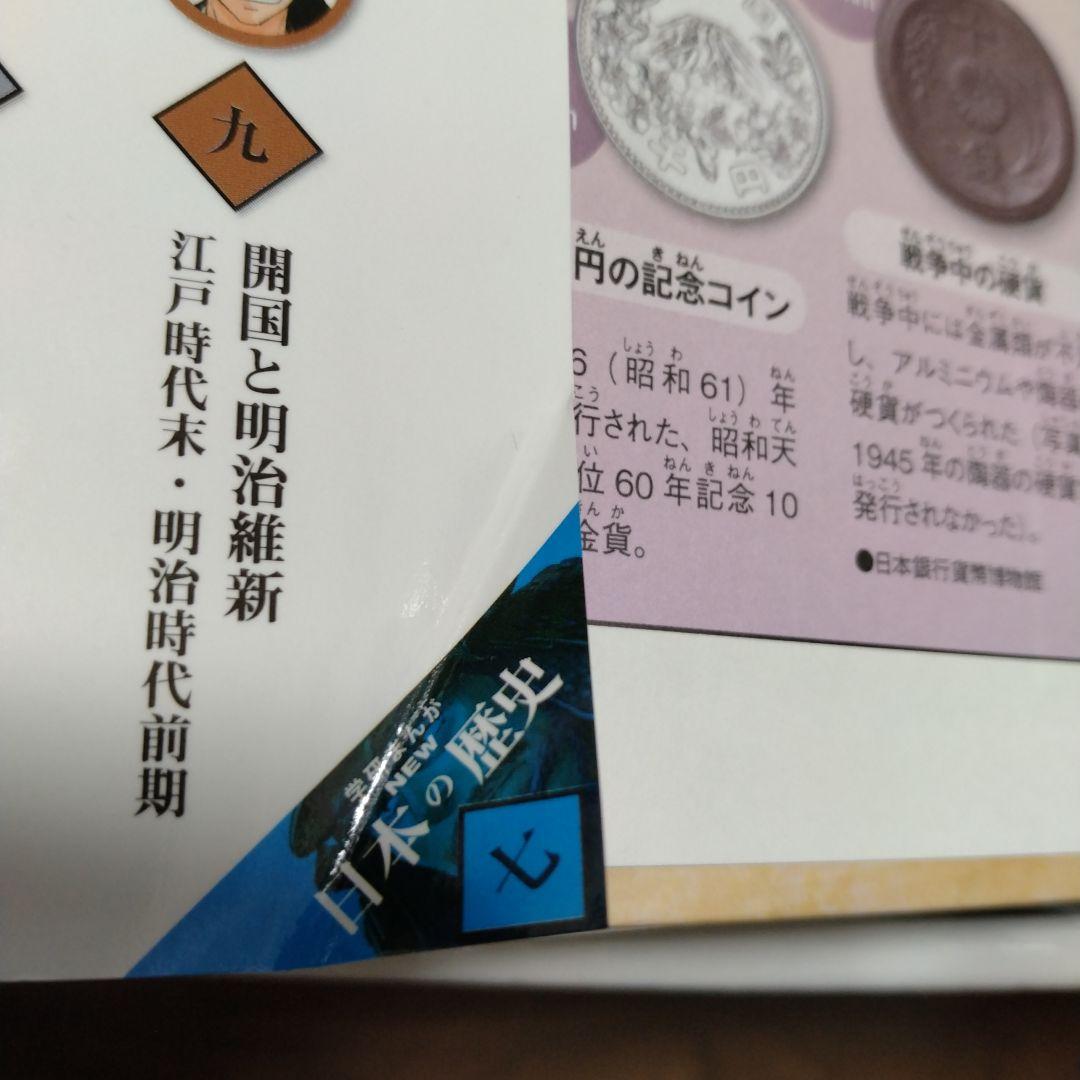 九
開国と明治維新
江戸時代末・明治時代前期
学研まんが
NEW
日本の歴史
七
千円
円の記念コイン
6（昭和61）年
行された、昭和天
位60年記念10
金貨。
戦争中の硬貨
戦争中には金属類が
し、アルミニウムや陶器
硬貨がつくられた（写真
1945年の陶器の硬貨
発行されなかった）。
●日本銀行貨幣博物館